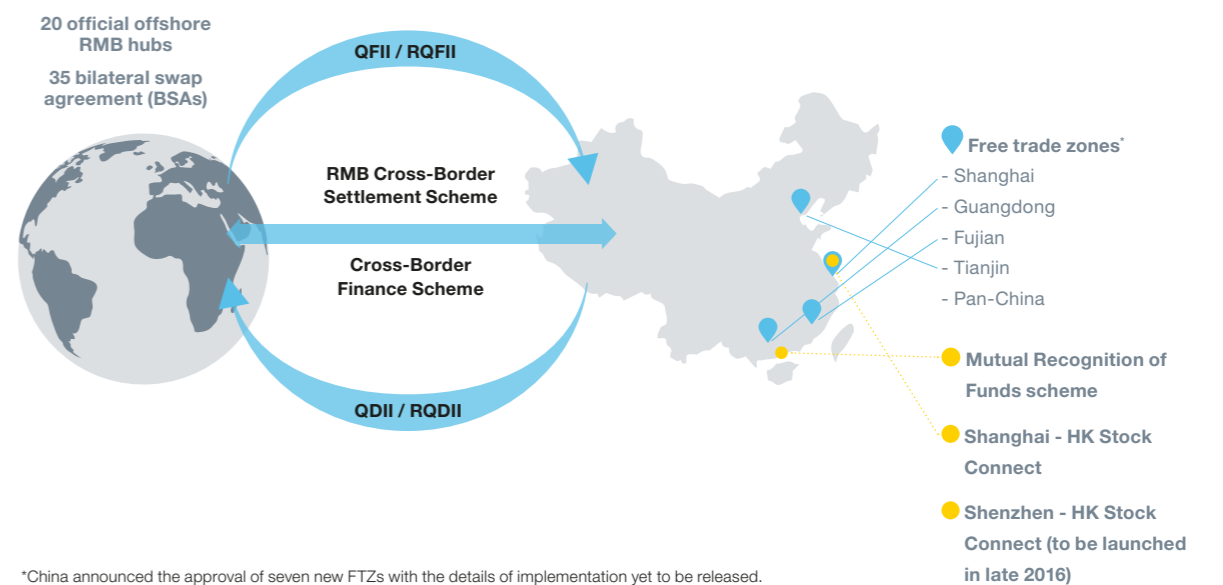 20 official offshore
RMB hubs
35 bilateral swap
agreement (BSAs)
QFII / RQFII
RMB Cross-Border
Settlement Scheme
Cross-Border
Finance Scheme
QDII / RQDII
Free trade zones*
- Shanghai
- Guangdong
- Fujian
- Tianjin
- Pan-China
Mutual Recognition of
Funds scheme
Shanghai - HK Stock
Connect
Shenzhen - HK Stock
Connect (to be launched
in late 2016)
*China announced the approval of seven new FTZs with the details of implementation yet to be released.